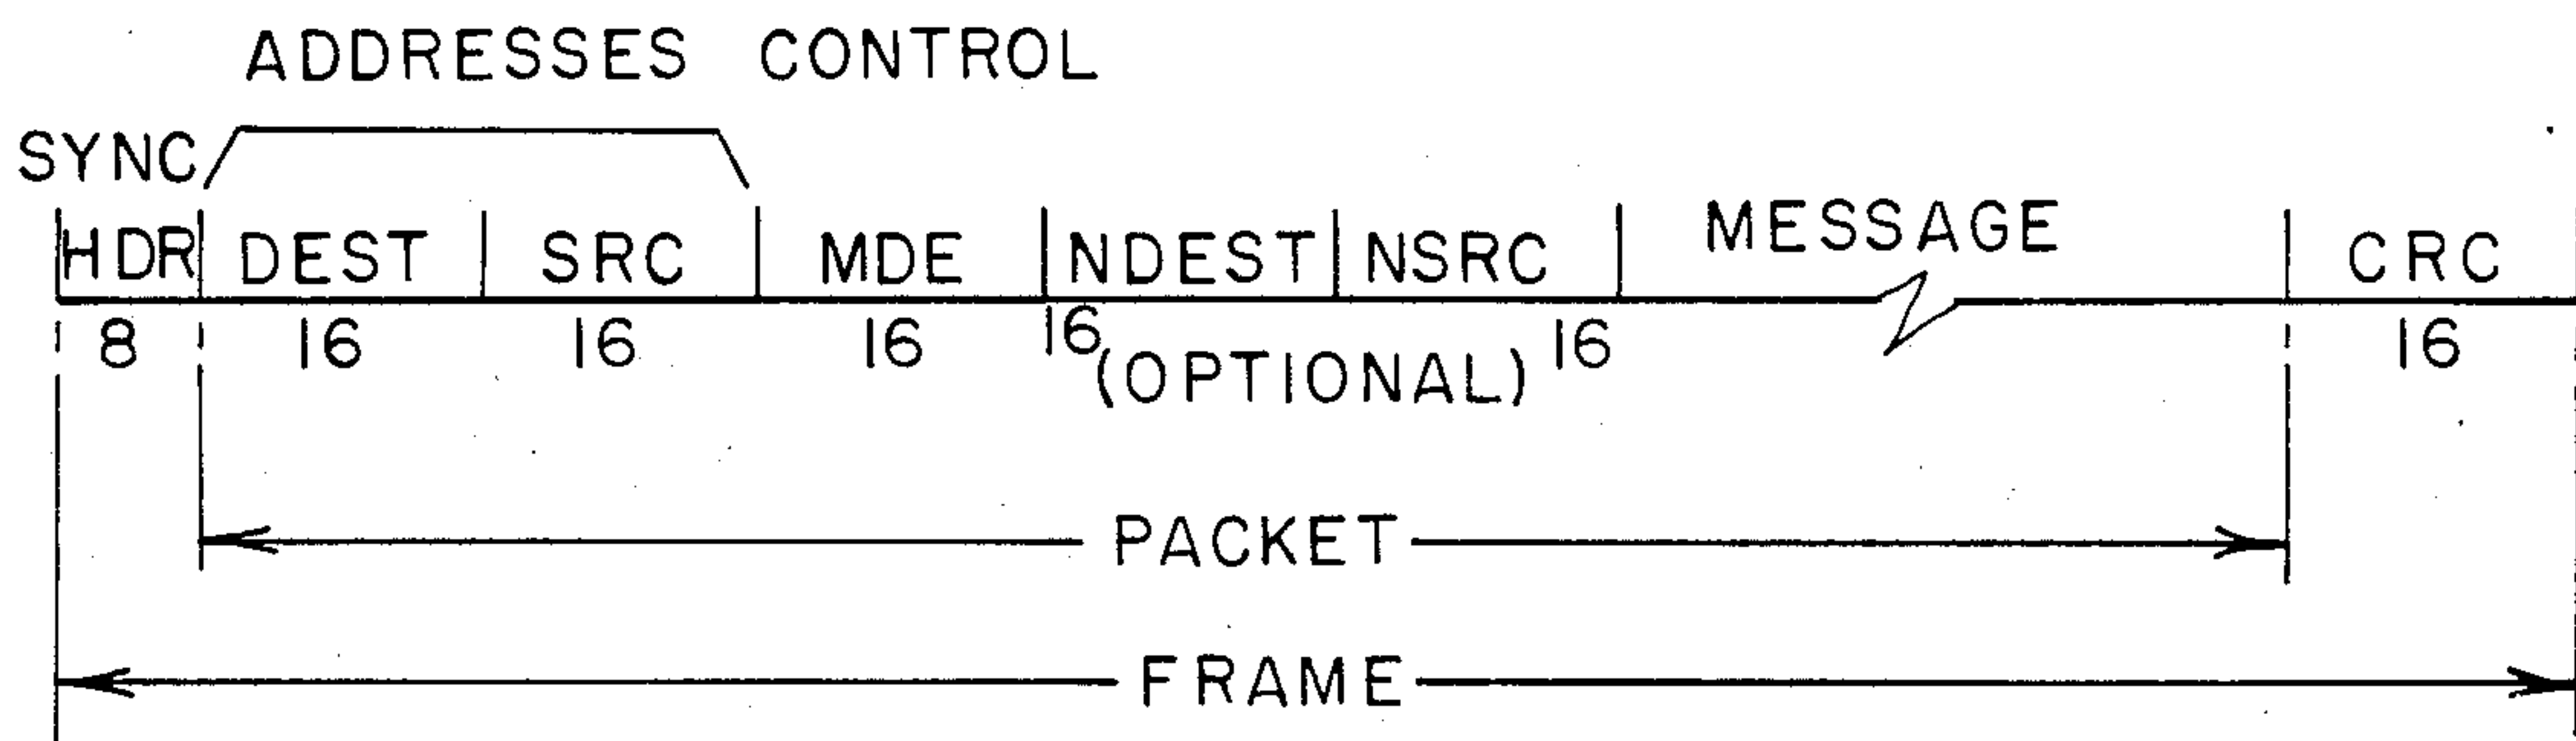 ADDRESSES CONTROL
SYNC
HDR DEST SRC MDE NDEST NSRC MESSAGE CRC
8 16 16 16 16 (OPTIONAL) 16 16
PACKET
FRAME